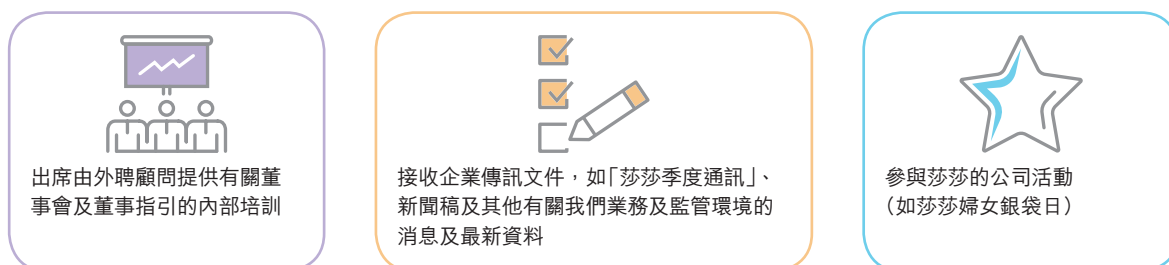 出席由外聘顧問提供有關董
事會及董事指引的內部培訓
接收企業傳訊文件，如「莎莎季度通訊」、
新聞稿及其他有關我們業務及監管環境的
消息及最新資料
參與莎莎的公司活動
（如莎莎婦女銀袋日）